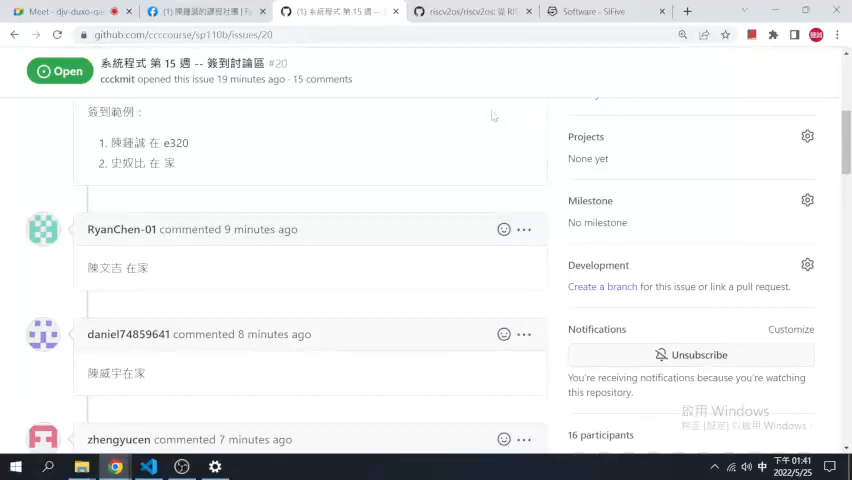 Meet - djv-duxo-qa
(1) 陳鍾誠的課程社團 | Fa
(1) 系統程式 第 15 週 -- 簽到
riscv2os/riscv2os: 從 RIS
Software - SiFive
github.com/ccccourse/sp110b/issues/20
Open
系統程式 第 15 週 -- 簽到討論區 #20
ccckmit opened this issue 19 minutes ago · 15 comments
簽到範例：
1. 陳鍾誠 在 e320
2. 史奴比 在 家
RyanChen-01 commented 9 minutes ago
陳文吉 在家
daniel74859641 commented 8 minutes ago
陳威宇在家
zhengyucen commented 7 minutes ago
Projects
None yet
Milestone
No milestone
Development
Create a branch for this issue or link a pull request.
Notifications
Customize
Unsubscribe
You're receiving notifications because you're watching
this repository.
16 participants
啟用 Windows
移至 [設定] 以啟用 Windows。
中
下午 01:41
2022/5/25